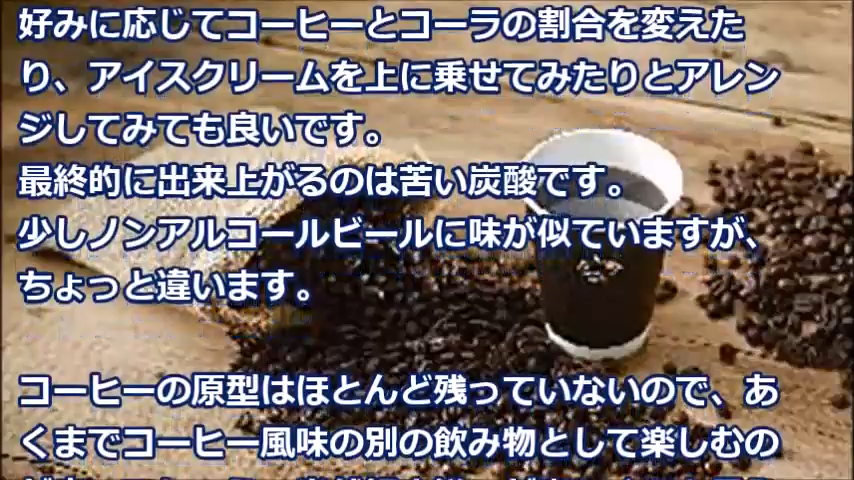 好みに応じてコーヒーとコーラの割合を変えた
り、アイスクリームを上に乗せてみたりとアレン
ジしてみても良いです。
最終的に出来上がるのは苦い炭酸です。
少しノンアルコールビールに味が似ていますが、
ちょっと違います。
コーヒーの原型はほとんど残っていないので、あ
くまでコーヒー風味の別の飲み物として楽しむの